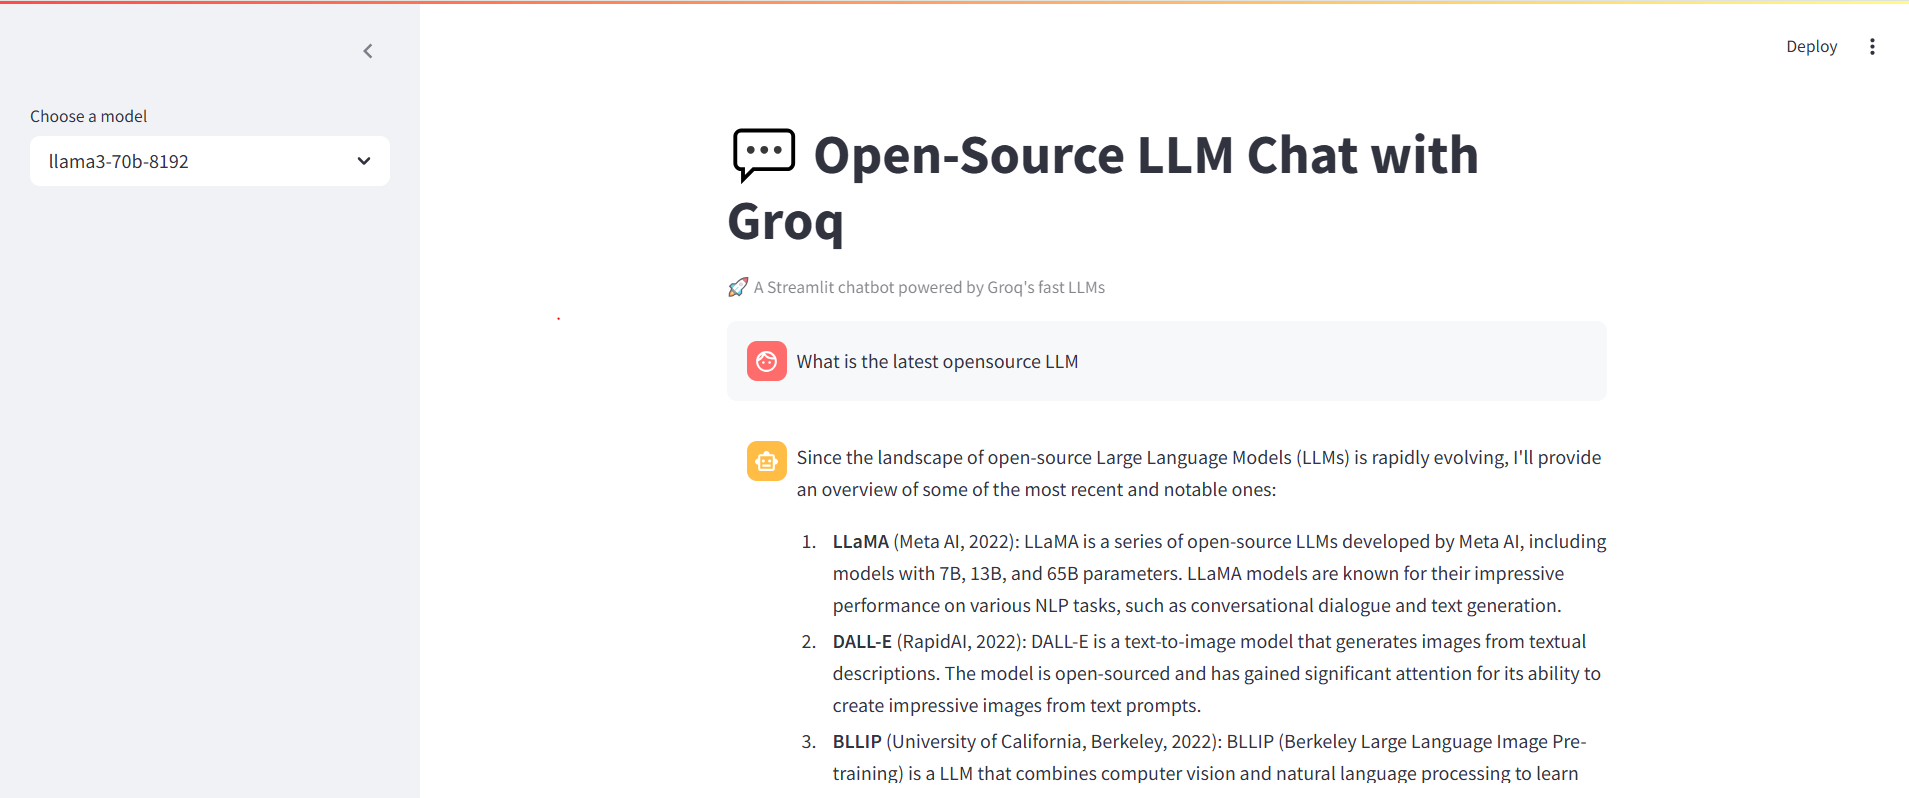 Deploy
Choose a model
llama3-70b-8192
💬 Open-Source LLM Chat with
Groq
🚀 A Streamlit chatbot powered by Groq's fast LLMs
What is the latest opensource LLM
Since the landscape of open-source Large Language Models (LLMs) is rapidly evolving, I'll provide
an overview of some of the most recent and notable ones:
1. LLaMA (Meta AI, 2022): LLaMA is a series of open-source LLMs developed by Meta AI, including
models with 7B, 13B, and 65B parameters. LLaMA models are known for their impressive
performance on various NLP tasks, such as conversational dialogue and text generation.
2. DALL-E (RapidAI, 2022): DALL-E is a text-to-image model that generates images from textual
descriptions. The model is open-sourced and has gained significant attention for its ability to
create impressive images from text prompts.
3. BLLIP (University of California, Berkeley, 2022): BLLIP (Berkeley Large Language Image Pre-
training) is a LLM that combines computer vision and natural language processing to learn